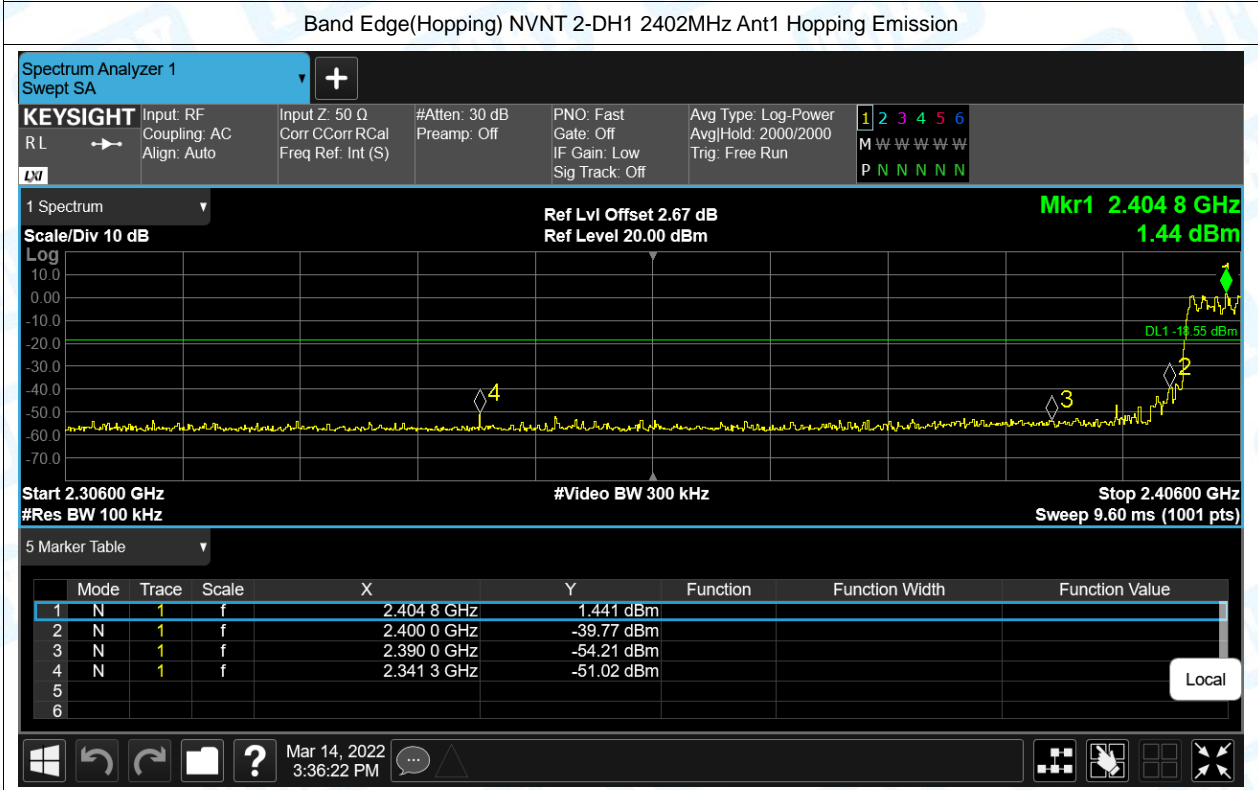 Band Edge(Hopping) NVNT 2-DH1 2402MHz Ant1 Hopping Emission
Spectrum Analyzer 1
Swept SA
KEYSIGHT
RL
LXI
Input: RF
Coupling: AC
Align: Auto
Input Z: 50 Ω
Corr CCorr RCal
Freq Ref: Int (S)
#Atten: 30 dB
Preamp: Off
PNO: Fast
Gate: Off
IF Gain: Low
Sig Track: Off
Avg Type: Log-Power
Avg|Hold: 2000/2000
Trig: Free Run
1 2 3 4 5 6
M W W W W W
P N N N N N
1 Spectrum
Scale/Div 10 dB
Ref Lvl Offset 2.67 dB
Ref Level 20.00 dBm
Mkr1 2.404 8 GHz
1.44 dBm
Log
10.0
0.00
-10.0
-20.0
-30.0
-40.0
-50.0
-60.0
-70.0
1
DL1 -18.55 dBm
2
3
4
Start 2.30600 GHz
#Res BW 100 kHz
#Video BW 300 kHz
Stop 2.40600 GHz
Sweep 9.60 ms (1001 pts)
5 Marker Table
Mode Trace Scale X Y Function Function Width Function Value
1 N 1 f 2.404 8 GHz 1.441 dBm
2 N 1 f 2.400 0 GHz -39.77 dBm
3 N 1 f 2.390 0 GHz -54.21 dBm
4 N 1 f 2.341 3 GHz -51.02 dBm
5
6
Local
?
Mar 14, 2022
3:36:22 PM